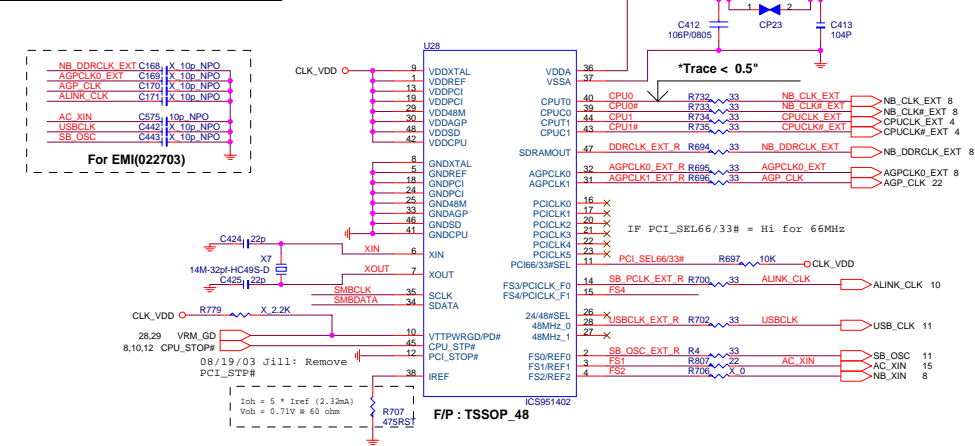 1 2
C412
106P/0805
CP23
C413
104P
U28
NB_DDRCLK_EXT C168 X_10p_NPO
AGPCLK0_EXT C169 X_10p_NPO
AGP_CLK C170 X_10p_NPO
ALINK_CLK C171 X_10p_NPO
AC_XIN C575 10p_NPO
USBCLK C442 X_10p_NPO
SB_OSC C443 X_10p_NPO
For EMI(022703)
CLK_VDD
9 VDDXTAL
1 VDDREF
13 VDDPCI
19 VDDPCI
29 VDD48M
30 VDDAGP
48 VDDSD
42 VDDCPU
8 GNDXTAL
5 GNDREF
18 GNDPCI
24 GNDPCI
25 GND48M
33 GNDAGP
46 GNDSD
41 GNDCPU
C424 22p
X7
14M-32pf-HC49S-D
C425 22p
XIN 6 XIN
XOUT 7 XOUT
SMBCLK 35 SCLK
SMBDATA 34 SDATA
CLK_VDD R779 X_2.2K
28,29 VRM_GD 10 VTTPWRGD/PD#
8,10,12 CPU_STOP# 45 CPU_STP#
12 PCI_STOP#
08/19/03 Jill: Remove
PCI_STP#
38 IREF
Ioh = 5 * Iref (2.32mA)
Voh = 0.71V @ 60 ohm
R707
475RST
F/P : TSSOP_48
ICS951402
VDDA 36
VSSA 37
*Trace < 0.5"
CPUT0 40 CPU0 R732 33 NB_CLK_EXT NB_CLK_EXT 8
CPUC0 39 CPU0# R733 33 NB_CLK#_EXT NB_CLK#_EXT 8
CPUT1 44 CPU1 R734 33 CPUCLK_EXT CPUCLK_EXT 4
CPUC1 43 CPU1# R735 33 CPUCLK#_EXT CPUCLK#_EXT 4
SDRAMOUT 47 DDRCLK_EXT_R R694 33 NB_DDRCLK_EXT NB_DDRCLK_EXT 8
AGPCLK0 32 AGPCLK0_EXT_R R695 33 AGPCLK0_EXT AGPCLK0_EXT 8
AGPCLK1 31 AGPCLK1_EXT_R R696 33 AGP_CLK AGP_CLK 22
PCICLK0 16
PCICLK1 17
PCICLK2 20
PCICLK3 21
PCICLK4 22
PCICLK5 23
IF PCI_SEL66/33# = Hi for 66MHz
PCI66/33#SEL 11 PCI_SEL66/33# R697 10K CLK_VDD
FS3/PCICLK_F0 14 SB_PCLK_EXT_R R700 33 ALINK_CLK ALINK_CLK 10
FS4/PCICLK_F1 15 FS4
24/48#SEL 26
48MHz_0 28 USBCLK_EXT_R R702 33 USBCLK USB_CLK 11
48MHz_1 27
FS0/REF0 2 SB_OSC_EXT_R R4 33 SB_OSC 11
FS1/REF1 3 FS1 R807 22 AC_XIN AC_XIN 15
FS2/REF2 4 FS2 R706 X_0 NB_XIN 8